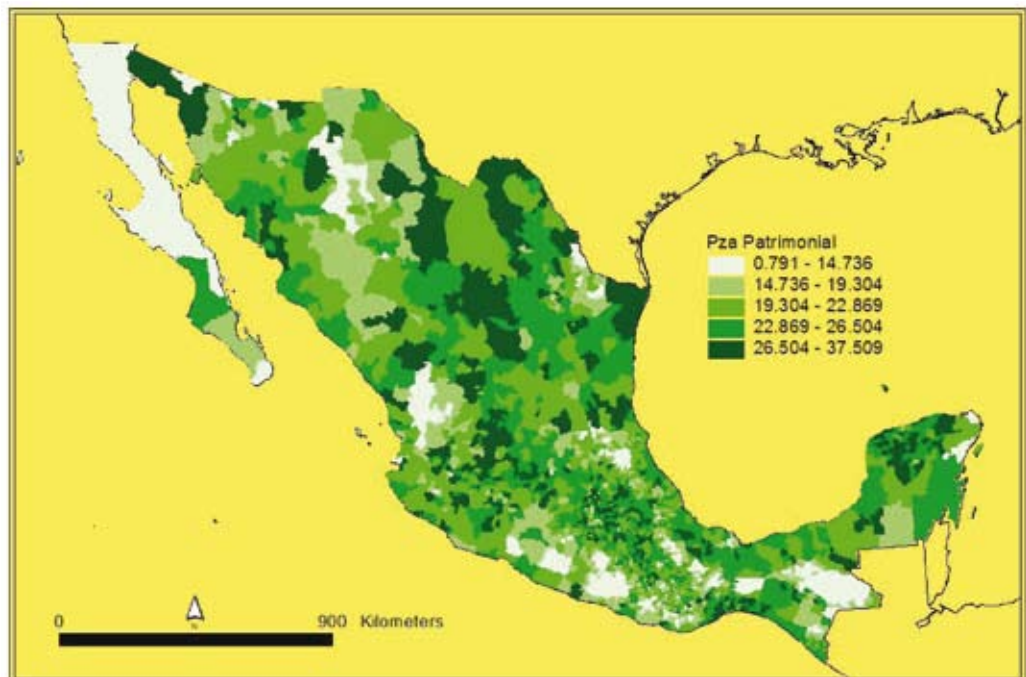 Pza Patrimonial
0.791 - 14.736
14.736 - 19.304
19.304 - 22.869
22.869 - 26.504
26.504 - 37.509
0 900 Kilometers